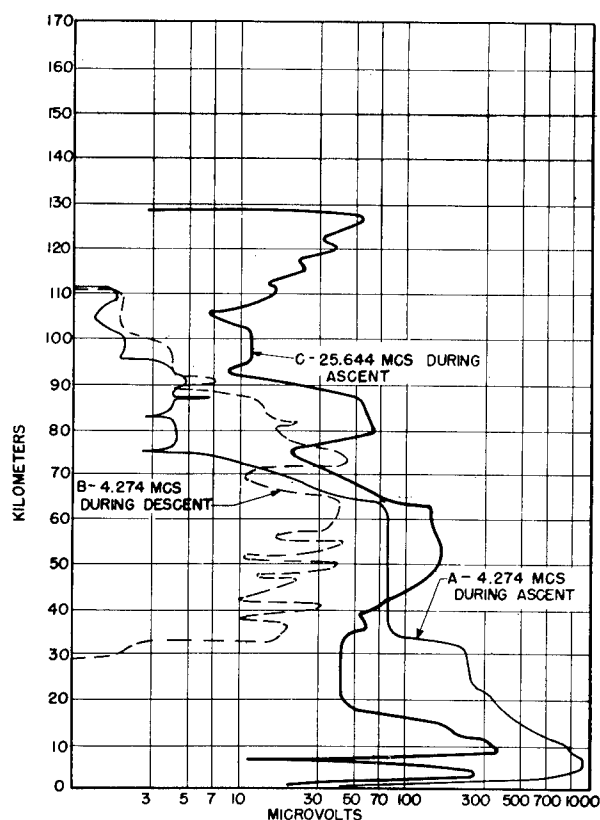 170
160
150
140
130
120
110
100
90
80
70
60
50
40
30
20
10
0
KILOMETERS
C-25.644 MCS DURING
ASCENT
B-4.274 MCS
DURING DESCENT
A-4.274 MCS
DURING ASCENT
3 5 7 10 30 50 70 100 300 500 700 1000
MICROVOLTS